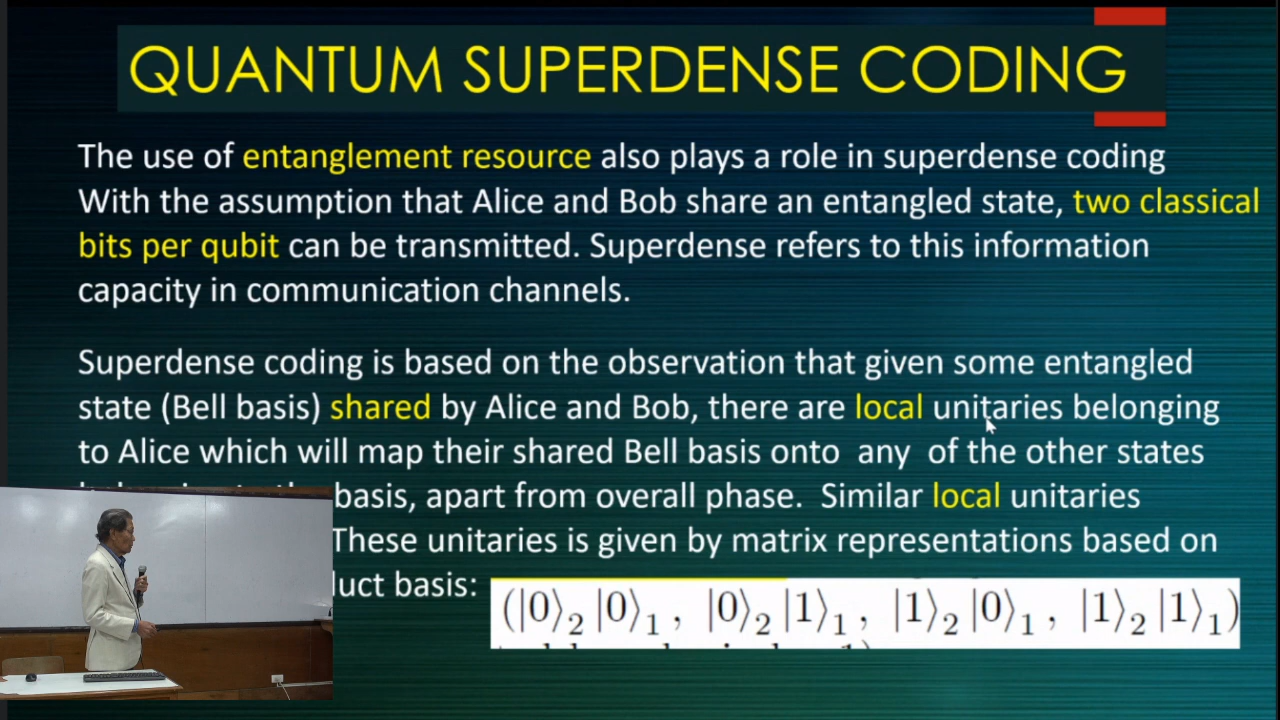 QUANTUM SUPERDENSE CODING
The use of entanglement resource also plays a role in superdense coding
With the assumption that Alice and Bob share an entangled state, two classical
bits per qubit can be transmitted. Superdense refers to this information
capacity in communication channels.
Superdense coding is based on the observation that given some entangled
state (Bell basis) shared by Alice and Bob, there are local unitaries belonging
to Alice which will map their shared Bell basis onto any of the other states
basis, apart from overall phase. Similar local unitaries
These unitaries is given by matrix representations based on
basis:
(|0⟩₂|0⟩₁, |0⟩₂|1⟩₁, |1⟩₂|0⟩₁, |1⟩₂|1⟩₁)